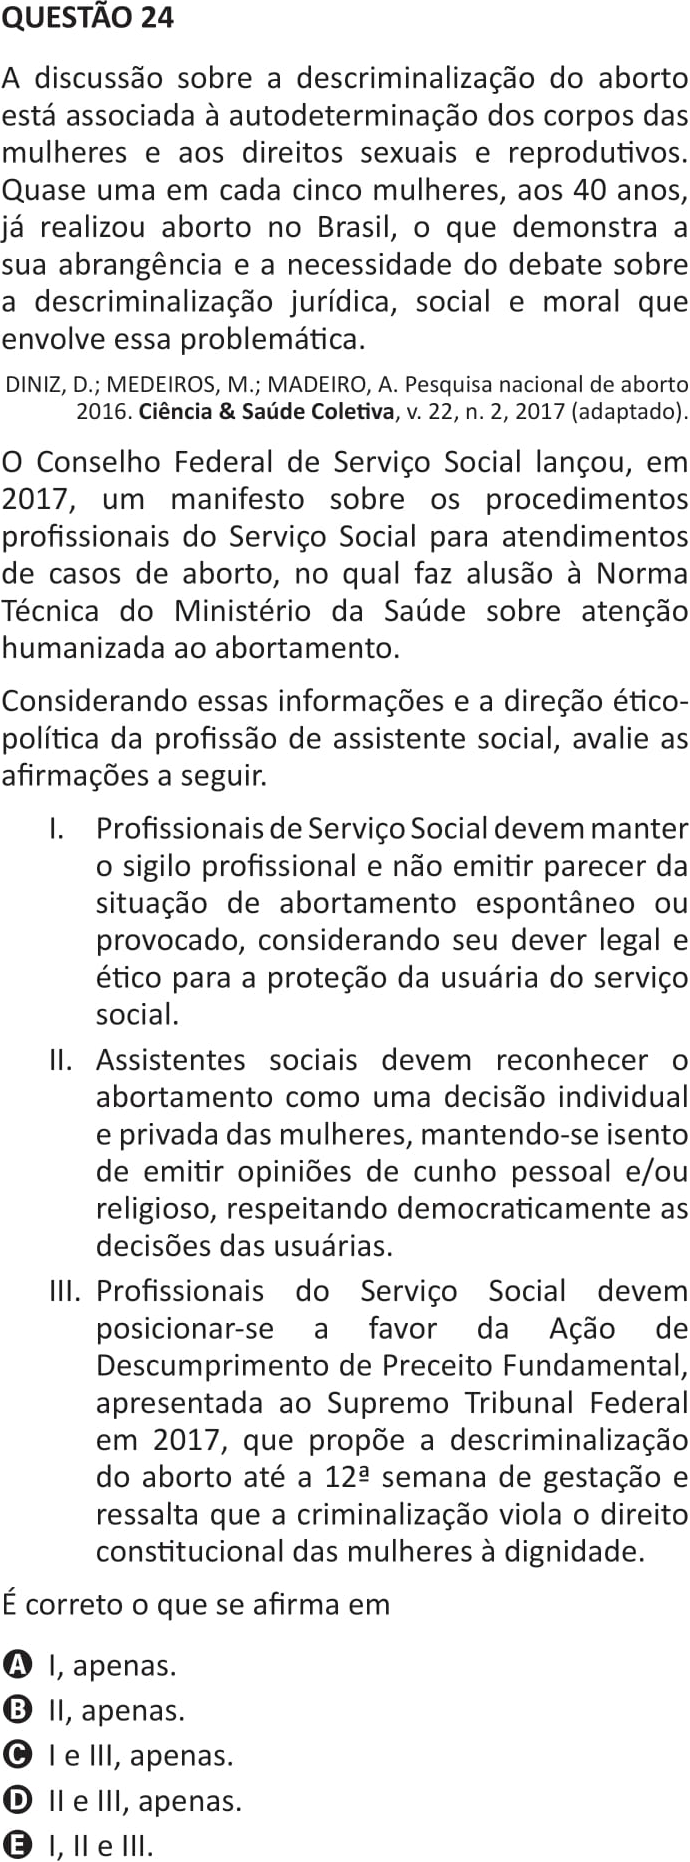 QUESTÃO 24
A discussão sobre a descriminalização do aborto
está associada à autodeterminação dos corpos das
mulheres e aos direitos sexuais e reprodutivos.
Quase uma em cada cinco mulheres, aos 40 anos,
já realizou aborto no Brasil, o que demonstra a
sua abrangência e a necessidade do debate sobre
a descriminalização jurídica, social e moral que
envolve essa problemática.
DINIZ, D.; MEDEIROS, M.; MADEIRO, A. Pesquisa nacional de aborto
2016. Ciência & Saúde Coletiva, v. 22, n. 2, 2017 (adaptado).
O Conselho Federal de Serviço Social lançou, em
2017, um manifesto sobre os procedimentos
profissionais do Serviço Social para atendimentos
de casos de aborto, no qual faz alusão à Norma
Técnica do Ministério da Saúde sobre atenção
humanizada ao abortamento.
Considerando essas informações e a direção ético-
política da profissão de assistente social, avalie as
afirmações a seguir.
I. Profissionais de Serviço Social devem manter
o sigilo profissional e não emitir parecer da
situação de abortamento espontâneo ou
provocado, considerando seu dever legal e
ético para a proteção da usuária do serviço
social.
II. Assistentes sociais devem reconhecer o
abortamento como uma decisão individual
e privada das mulheres, mantendo-se isento
de emitir opiniões de cunho pessoal e/ou
religioso, respeitando democraticamente as
decisões das usuárias.
III. Profissionais do Serviço Social devem
posicionar-se a favor da Ação de
Descumprimento de Preceito Fundamental,
apresentada ao Supremo Tribunal Federal
em 2017, que propõe a descriminalização
do aborto até a 12ª semana de gestação e
ressalta que a criminalização viola o direito
constitucional das mulheres à dignidade.
É correto o que se afirma em
A I, apenas.
B II, apenas.
C I e III, apenas.
D II e III, apenas.
E I, II e III.